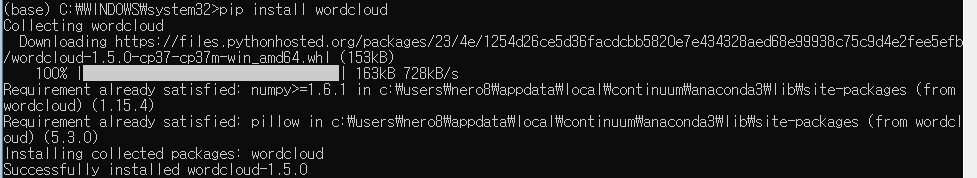 (base) C:₩WINDOWS₩system32>pip install wordcloud
Collecting wordcloud
  Downloading https://files.pythonhosted.org/packages/23/4e/1254d26ce5d36facdcbb5820e7e434328aed68e99938c75c9d4e2fee5efb
/wordcloud-1.5.0-cp37-cp37m-win_amd64.whl (153kB)
    100% |████████████████████████████████| 163kB 728kB/s
Requirement already satisfied: numpy>=1.6.1 in c:₩users₩nero8₩appdata₩local₩continuum₩anaconda3₩lib₩site-packages (from
wordcloud) (1.15.4)
Requirement already satisfied: pillow in c:₩users₩nero8₩appdata₩local₩continuum₩anaconda3₩lib₩site-packages (from wordcl
oud) (5.3.0)
Installing collected packages: wordcloud
Successfully installed wordcloud-1.5.0